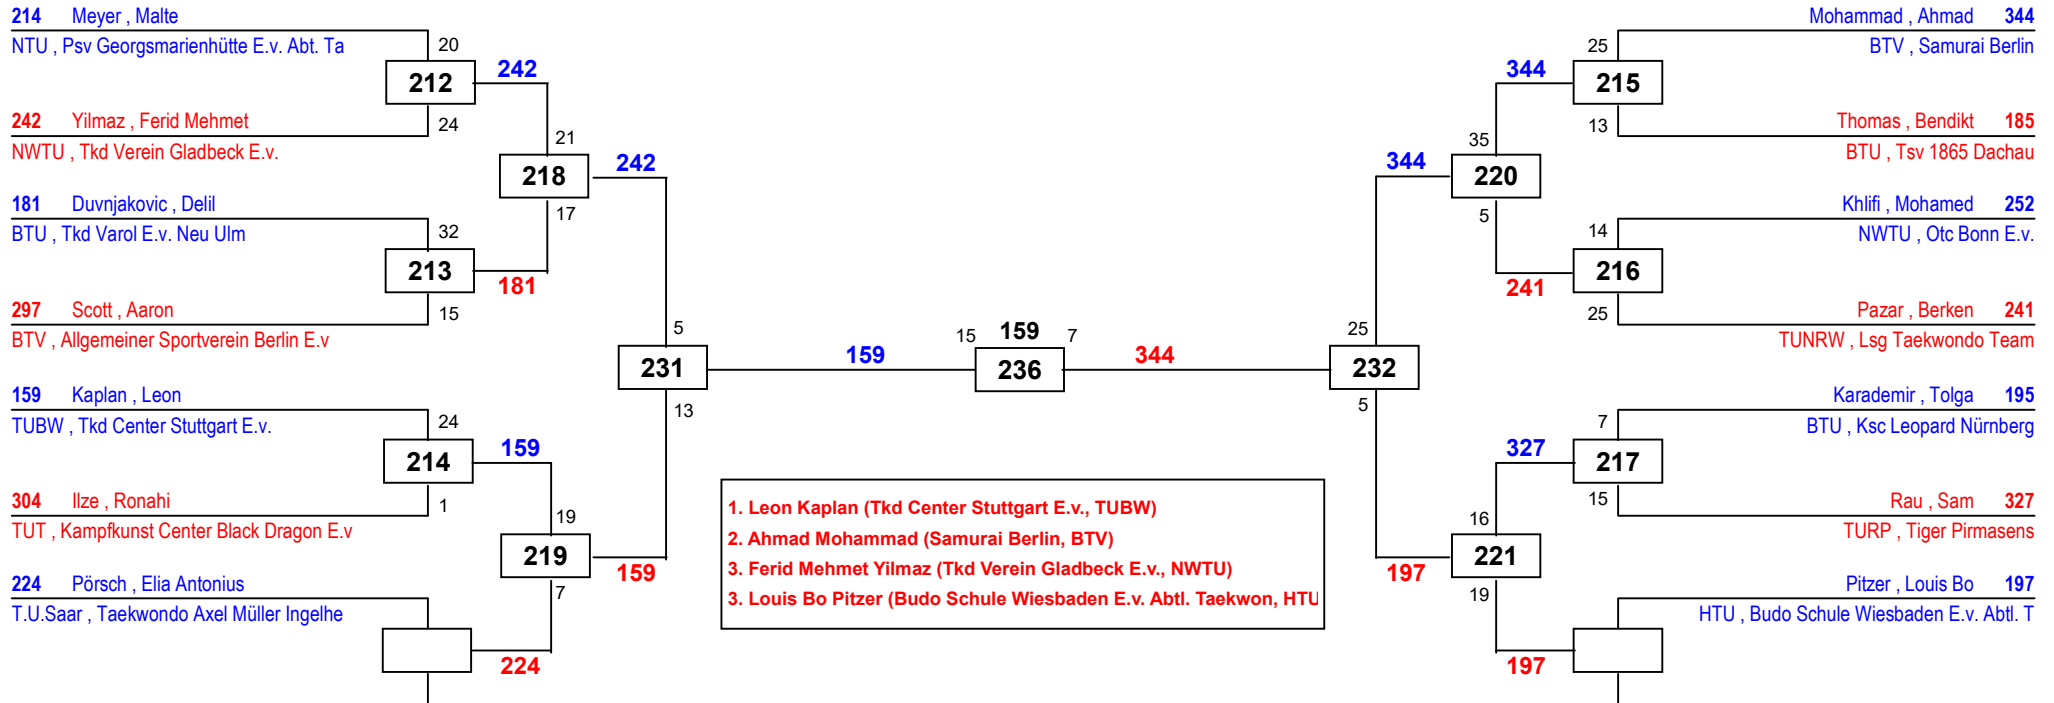 214 Meyer , Malte
NTU , Psv Georgsmarienhütte E.v. Abt. Ta
20
212
242
24
242 Yilmaz , Ferid Mehmet
NWTU , Tkd Verein Gladbeck E.v.
21
218
242
17
181 Duvnjakovic , Delil
BTU , Tkd Varol E.v. Neu Ulm
32
213
181
15
297 Scott , Aaron
BTV , Allgemeiner Sportverein Berlin E.v
5
231
159
13
159 Kaplan , Leon
TUBW , Tkd Center Stuttgart E.v.
24
214
159
1
304 Ilze , Ronahi
TUT , Kampfkunst Center Black Dragon E.v
19
219
159
7
224 Pörsch , Elia Antonius
T.U.Saar , Taekwondo Axel Müller Ingelhe
224
15 159 7
236
344
1. Leon Kaplan (Tkd Center Stuttgart E.v., TUBW)
2. Ahmad Mohammad (Samurai Berlin, BTV)
3. Ferid Mehmet Yilmaz (Tkd Verein Gladbeck E.v., NWTU)
3. Louis Bo Pitzer (Budo Schule Wiesbaden E.v. Abtl. Taekwon, HTU
Mohammad , Ahmad 344
BTV , Samurai Berlin
25
344
215
13
Thomas , Bendikt 185
BTU , Tsv 1865 Dachau
35
344
220
5
Khlifi , Mohamed 252
NWTU , Otc Bonn E.v.
14
216
241
25
Pazar , Berken 241
TUNRW , Lsg Taekwondo Team
25
232
5
Karademir , Tolga 195
BTU , Ksc Leopard Nürnberg
7
327
217
15
Rau , Sam 327
TURP , Tiger Pirmasens
16
221
197
19
Pitzer , Louis Bo 197
HTU , Budo Schule Wiesbaden E.v. Abtl. T
197